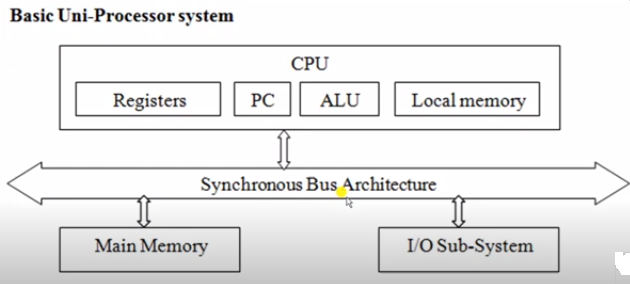 Basic Uni-Processor system
CPU
Registers
PC
ALU
Local memory
Synchronous Bus Architecture
Main Memory
I/O Sub-System